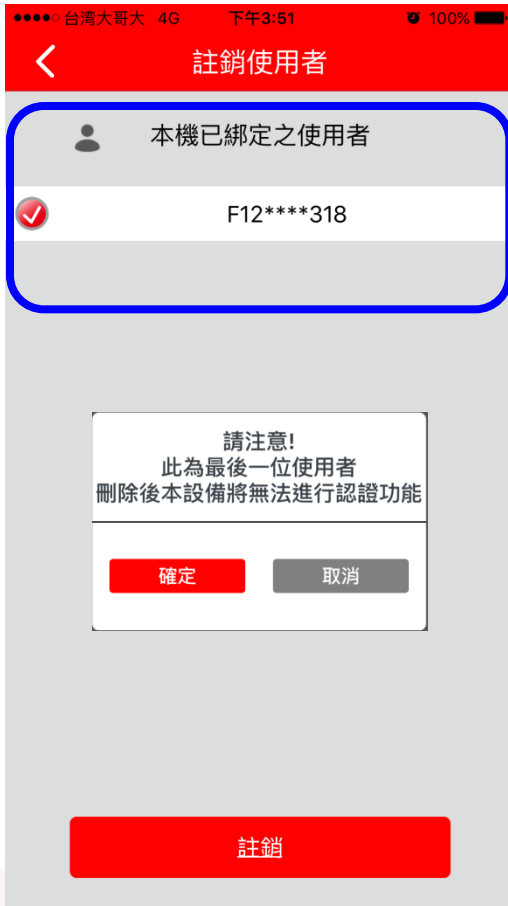 台湾大哥大 4G 下午3:51 100%
註銷使用者
本機已綁定之使用者
F12****318
請注意!
此為最後一位使用者
刪除後本設備將無法進行認證功能
確定 取消
註銷